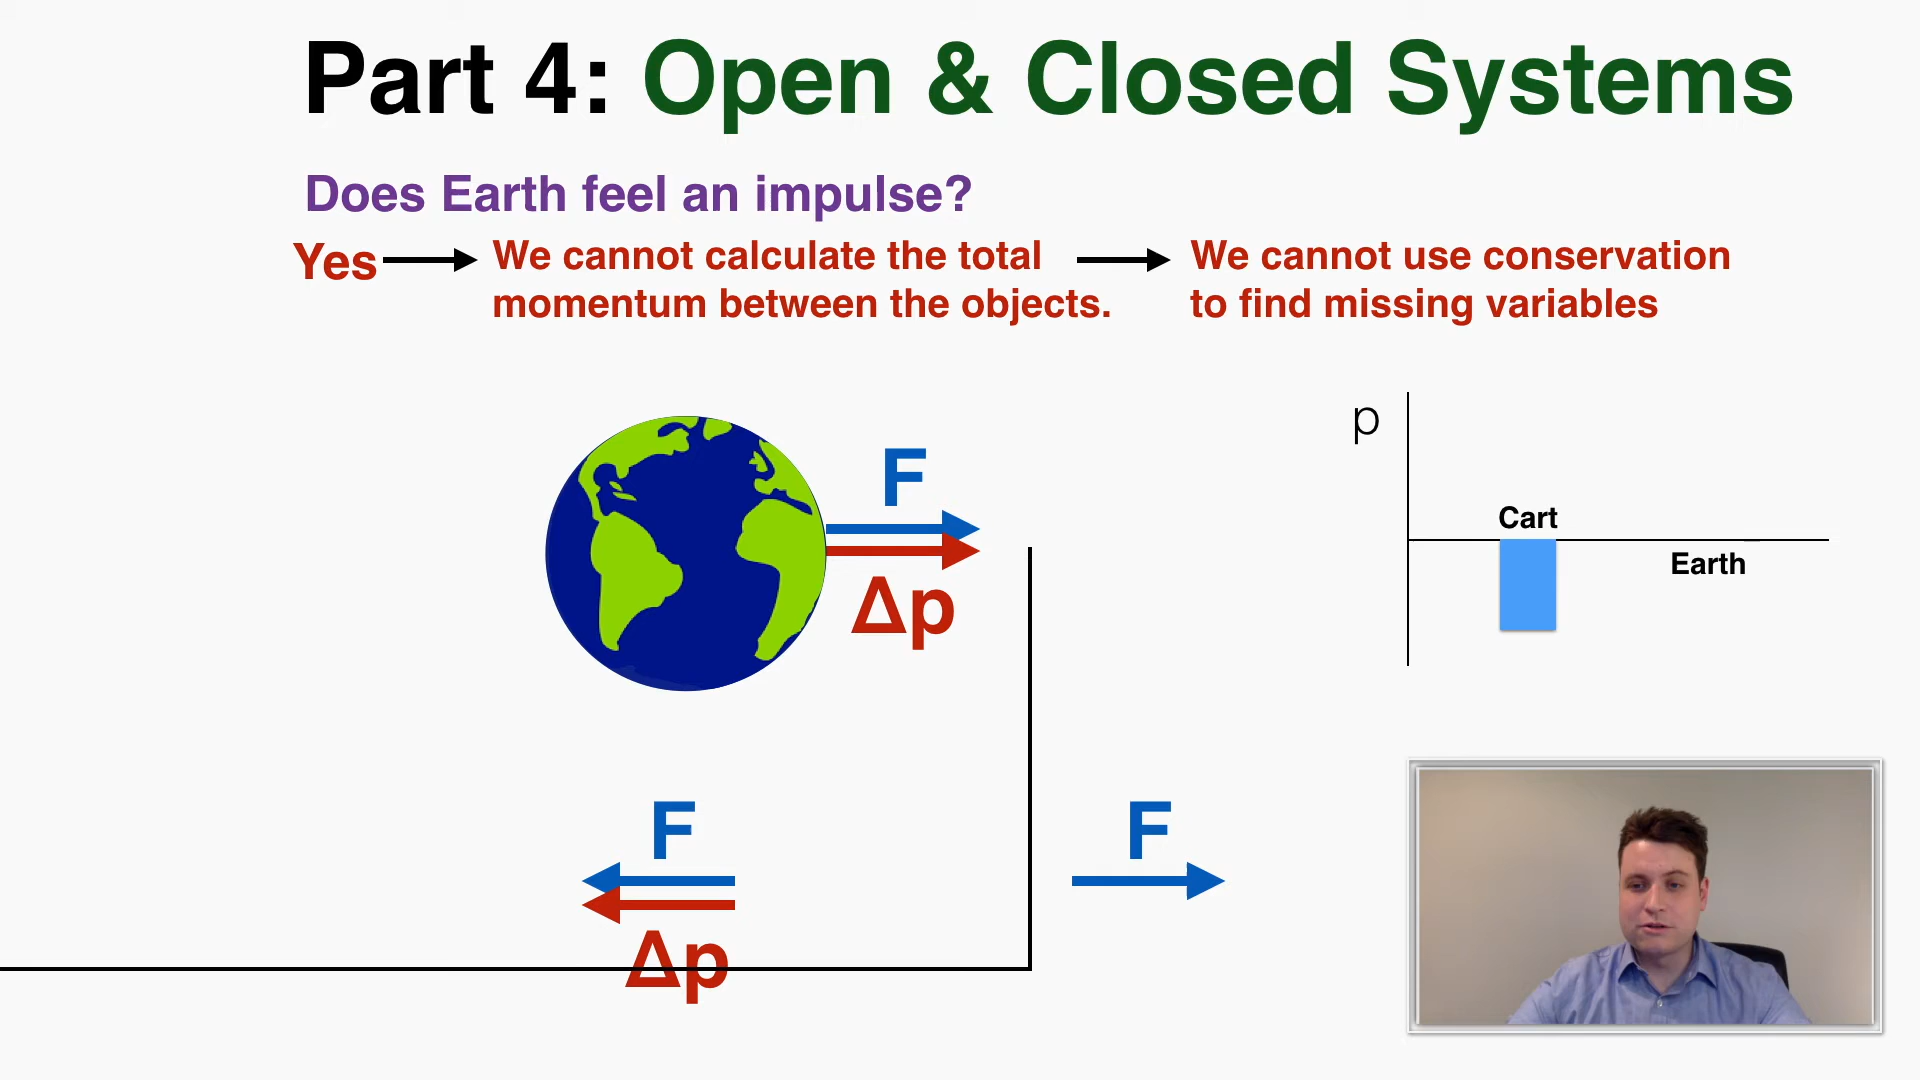 Part 4: Open & Closed Systems
Does Earth feel an impulse?
Yes
We cannot calculate the total
momentum between the objects.
We cannot use conservation
to find missing variables
p
F
Cart
Earth
Δp
F
F
Δp